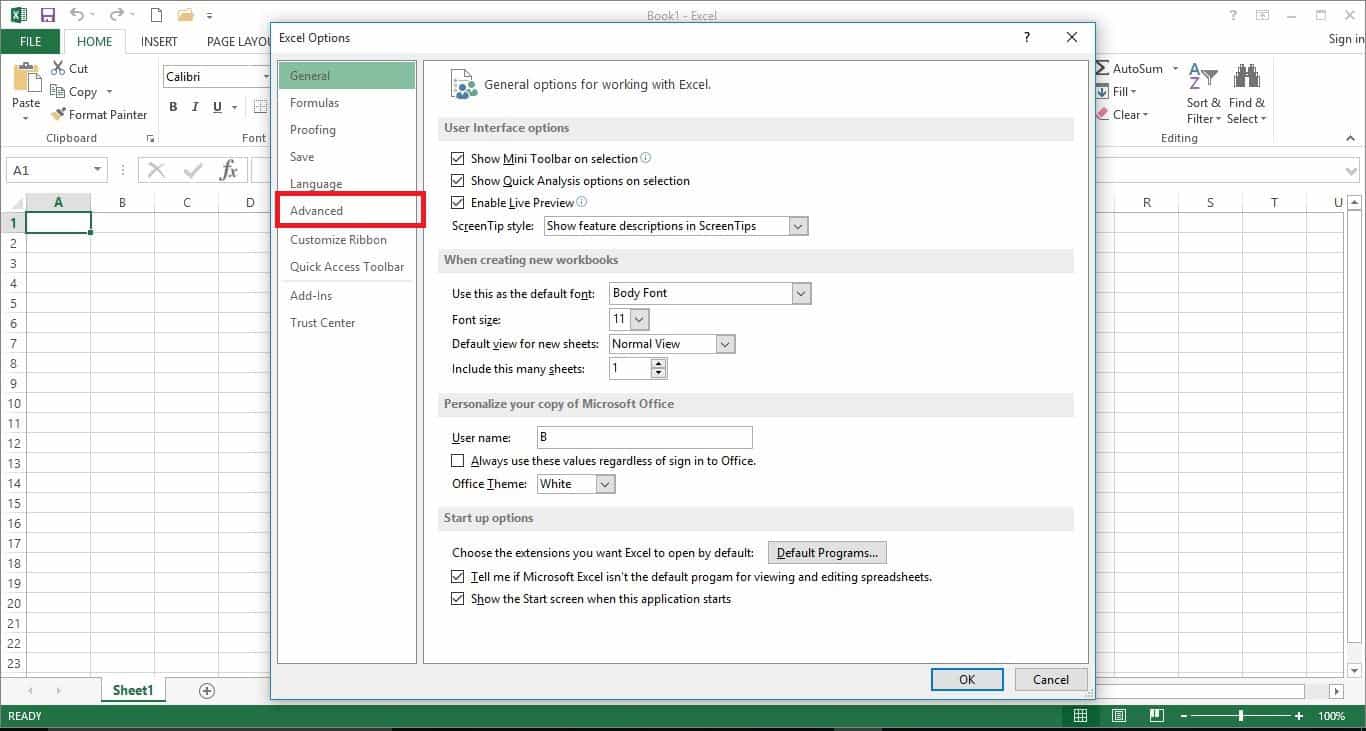 Book1 - Excel
?
FILE
HOME
INSERT
PAGE LAYOU
Sign in
Paste
Cut
Copy
Format Painter
Clipboard
Calibri
B I U
Font
AutoSum
Fill
Clear
Sort &
Filter
Find &
Select
Editing
A1
fx
A B C D R S T U
1
2
3
4
5
6
7
8
9
10
11
12
13
14
15
16
17
18
19
20
21
22
23
Excel Options
?
General
Formulas
Proofing
Save
Language
Advanced
Customize Ribbon
Quick Access Toolbar
Add-Ins
Trust Center
General options for working with Excel.
User Interface options
Show Mini Toolbar on selection
Show Quick Analysis options on selection
Enable Live Preview
ScreenTip style: Show feature descriptions in ScreenTips
When creating new workbooks
Use this as the default font: Body Font
Font size: 11
Default view for new sheets: Normal View
Include this many sheets: 1
Personalize your copy of Microsoft Office
User name: B
Always use these values regardless of sign in to Office.
Office Theme: White
Start up options
Choose the extensions you want Excel to open by default: Default Programs...
Tell me if Microsoft Excel isn't the default progam for viewing and editing spreadsheets.
Show the Start screen when this application starts
OK Cancel
Sheet1
READY
100%